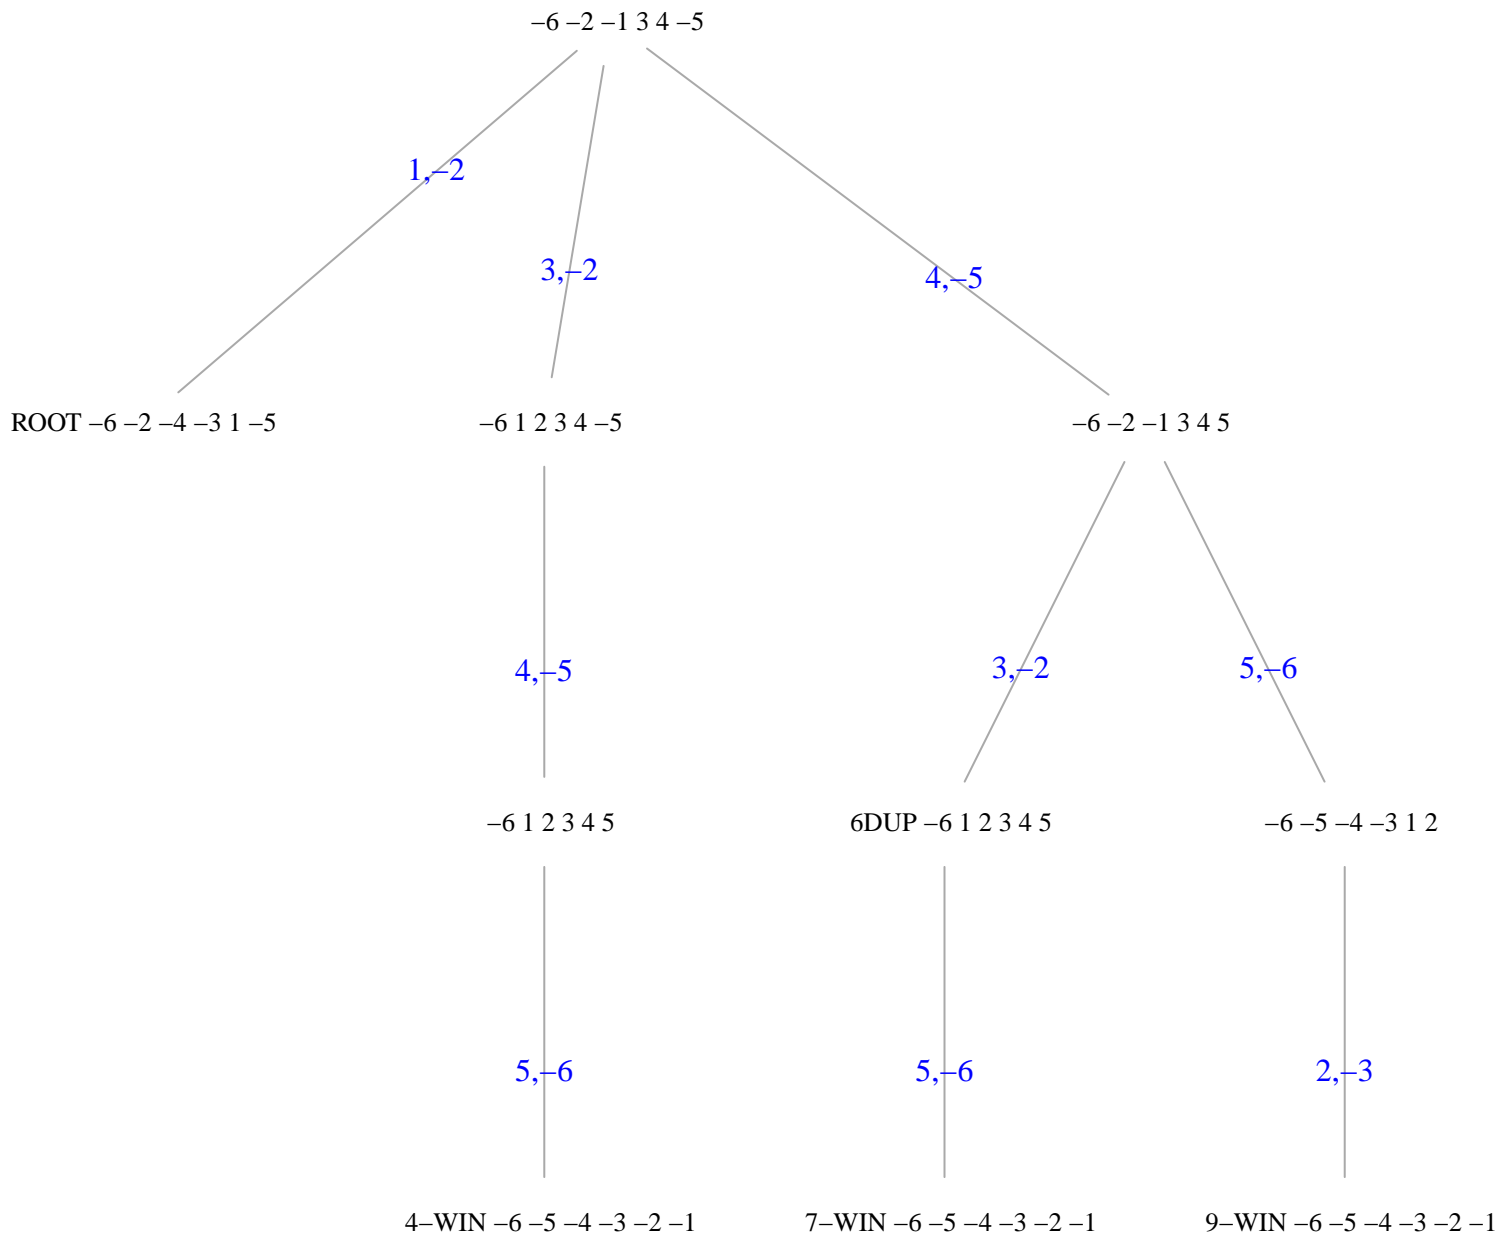 –6 –2 –1 3 4 –5
1,–2
3,–2
4,–5
ROOT –6 –2 –4 –3 1 –5
–6 1 2 3 4 –5
–6 –2 –1 3 4 5
4,–5
3,–2
5,–6
–6 1 2 3 4 5
6DUP –6 1 2 3 4 5
–6 –5 –4 –3 1 2
5,–6
5,–6
2,–3
4–WIN –6 –5 –4 –3 –2 –1
7–WIN –6 –5 –4 –3 –2 –1
9–WIN –6 –5 –4 –3 –2 –1